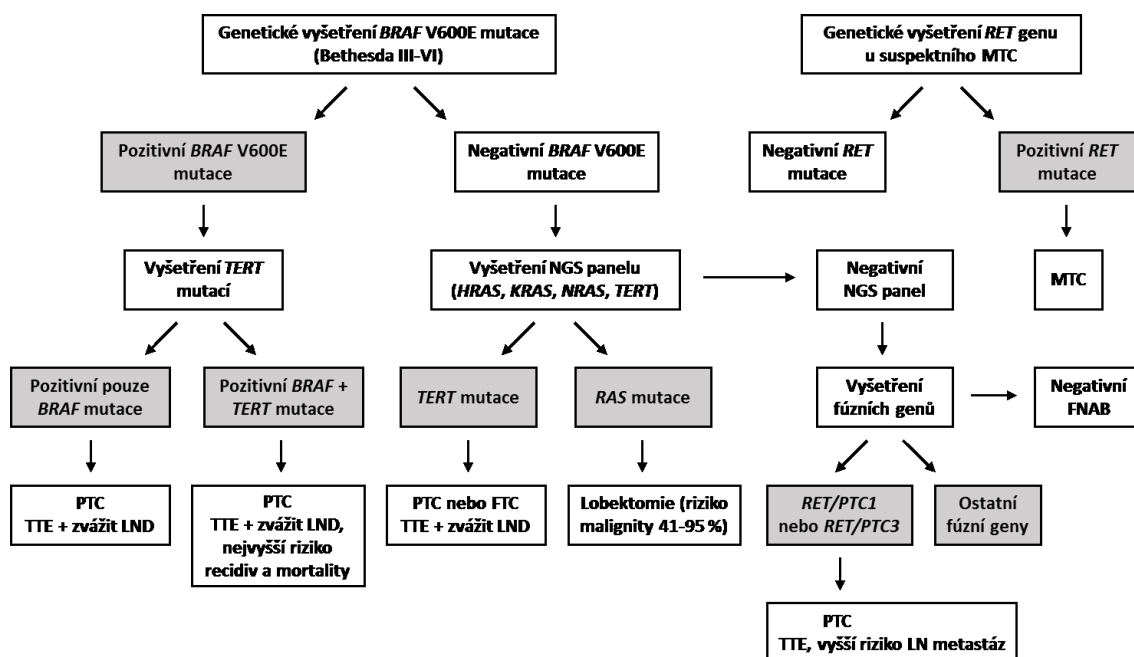 Genetické vyšetření BRAF V600E mutace
(Bethesda III-VI)
Genetické vyšetření RET genu
u suspektního MTC
Pozitivní BRAF V600E
mutace
Negativní BRAF V600E
mutace
Negativní RET
mutace
Pozitivní RET
mutace
Vyšetření TERT
mutací
Vyšetření NGS panelu
(HRAS, KRAS, NRAS, TERT)
Negativní
NGS panel
MTC
Pozitivní pouze
BRAF mutace
Pozitivní BRAF +
TERT mutace
TERT mutace
RAS mutace
Vyšetření
fúzních genů
Negativní
FNAB
PTC
TTE + zvážit LND
PTC
TTE + zvážit LND,
nejvyšší riziko
recidiv a mortality
PTC nebo FTC
TTE + zvážit LND
Lobektomie (riziko
malignity 41-95 %)
RET/PTC1
nebo RET/PTC3
Ostatní
fúzní geny
PTC
TTE, vyšší riziko LN metastáz